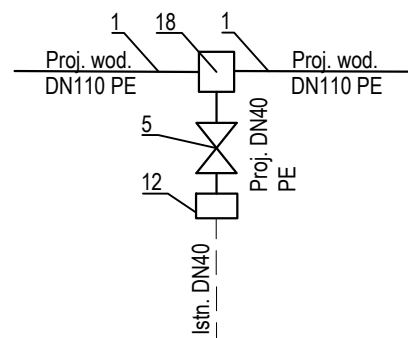 1
18
1
Proj. wod.
DN110 PE
Proj. wod.
DN110 PE
5
Proj. DN40
PE
12
Istn. DN40